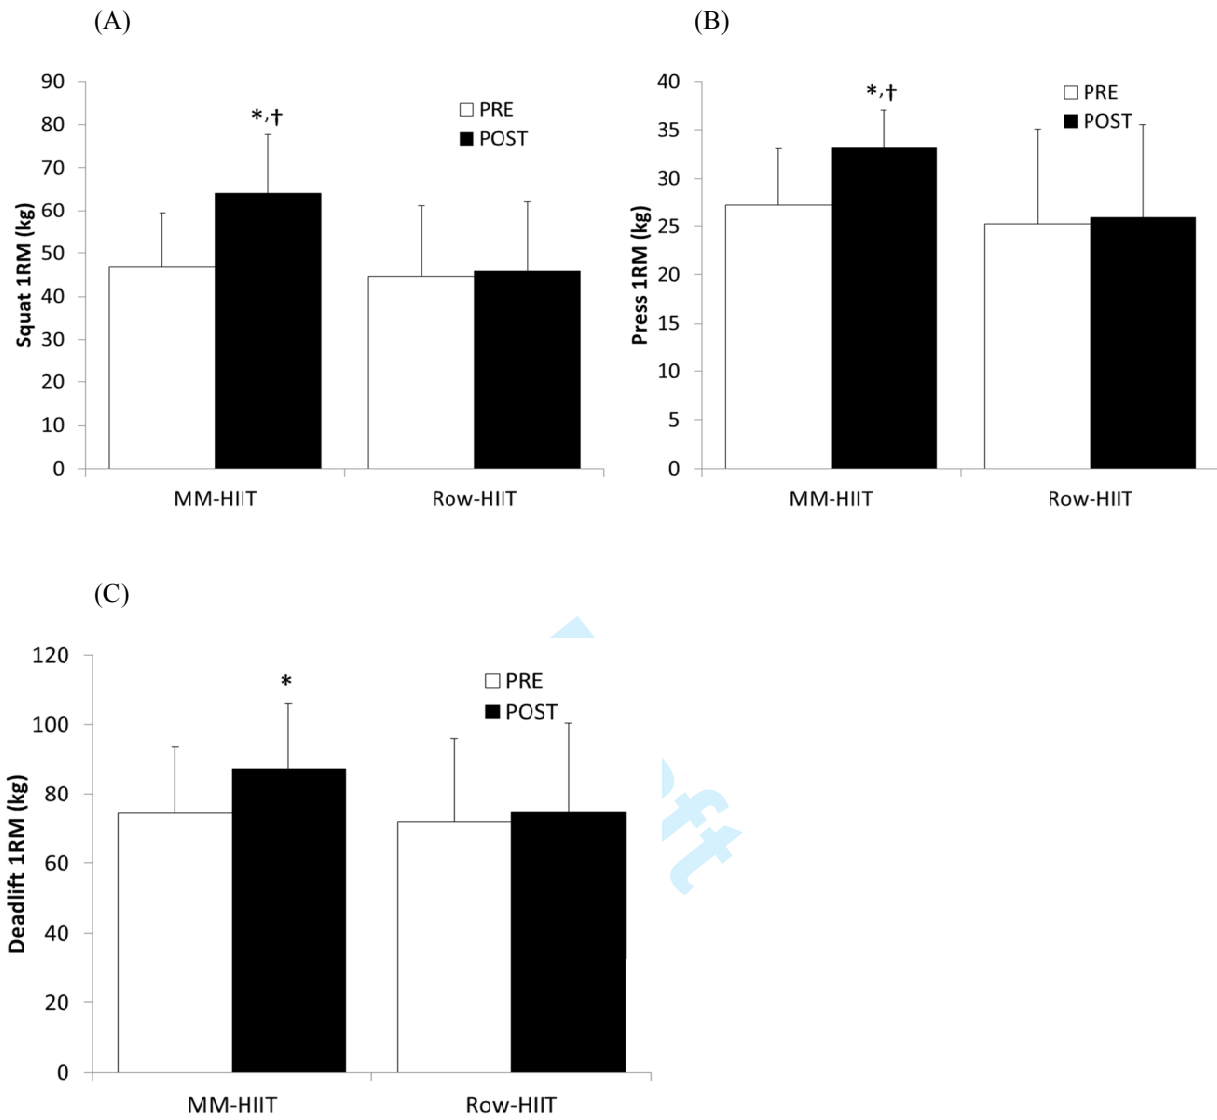 (A)
(B)
90
80
70
60
50
40
30
20
10
0
Squat 1RM (kg)
*,†
PRE
POST
MM-HIIT
Row-HIIT
40
35
30
25
20
15
10
5
0
Press 1RM (kg)
*,†
PRE
POST
MM-HIIT
Row-HIIT
(C)
120
100
80
60
40
20
0
Deadlift 1RM (kg)
*
PRE
POST
MM-HIIT
Row-HIIT
ft